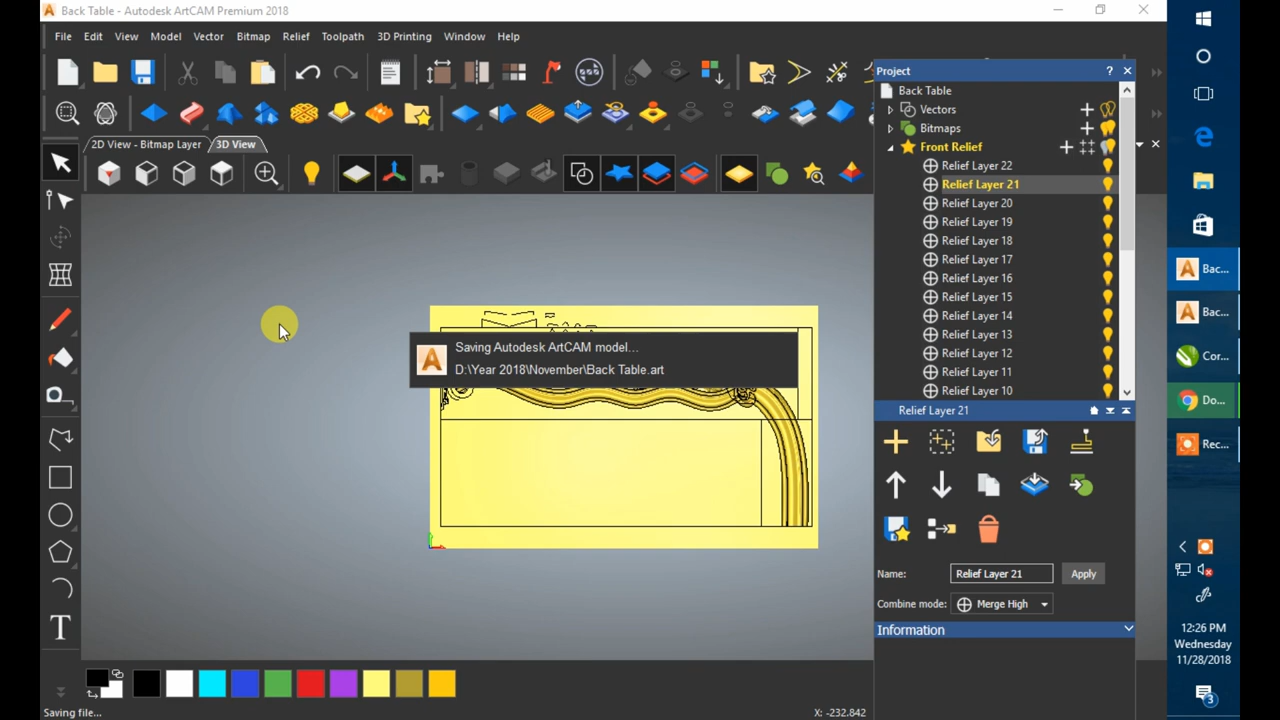 Back Table - Autodesk ArtCAM Premium 2018
File Edit View Model Vector Bitmap Relief Toolpath 3D Printing Window Help
2D View - Bitmap Layer 3D View
Project
Back Table
Vectors
Bitmaps
Front Relief
Relief Layer 22
Relief Layer 21
Relief Layer 20
Relief Layer 19
Relief Layer 18
Relief Layer 17
Relief Layer 16
Relief Layer 15
Relief Layer 14
Relief Layer 13
Relief Layer 12
Relief Layer 11
Relief Layer 10
Relief Layer 21
Name: Relief Layer 21 Apply
Combine mode: Merge High
Information
Saving Autodesk ArtCAM model...
D:\Year 2018\November\Back Table.art
Saving file...
X: -232.842
Bac...
Bac...
Cor...
Do...
Rec...
12:26 PM
Wednesday
11/28/2018
3